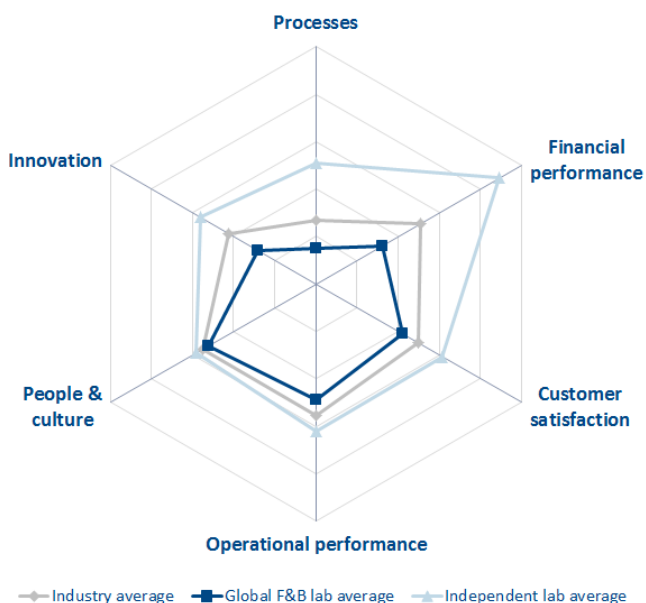 Processes
Innovation
Financial
performance
People &
culture
Customer
satisfaction
Operational performance
Industry average
Global F&B lab average
Independent lab average